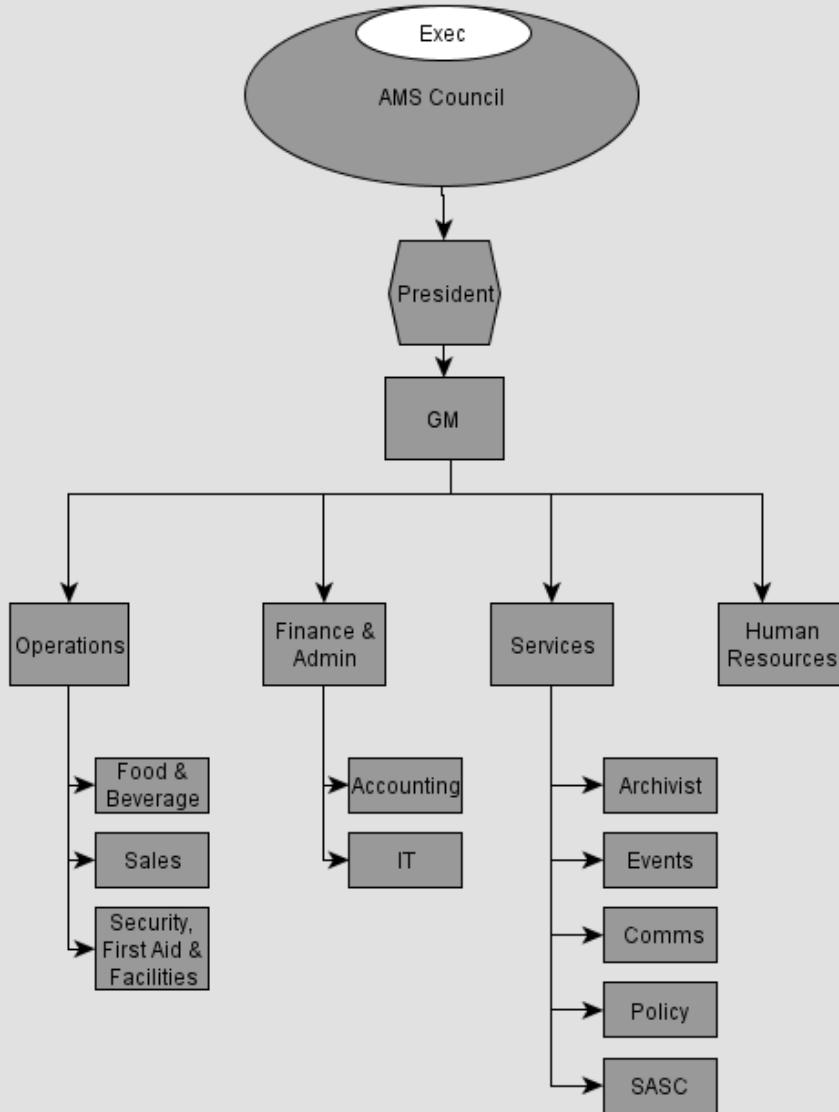 Exec
AMS Council
President
GM
Operations
Finance &
Admin
Services
Human
Resources
Food &
Beverage
Sales
Security,
First Aid &
Facilities
Accounting
IT
Archivist
Events
Comms
Policy
SASC